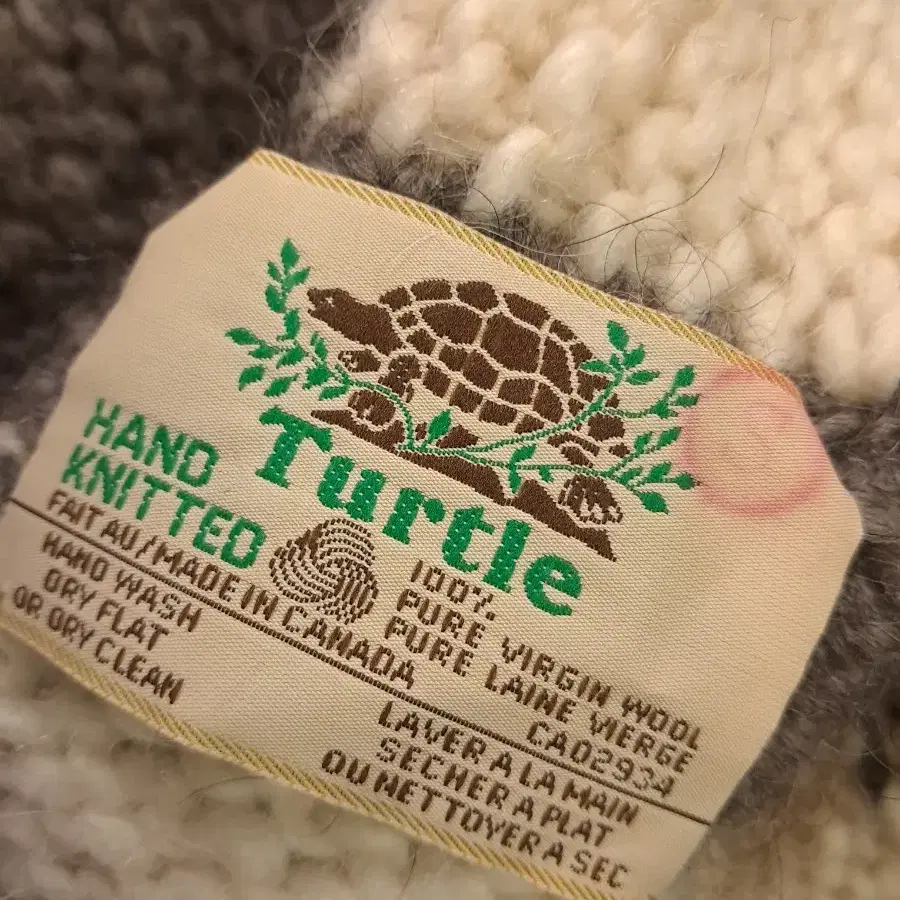 Turtle
HAND
KNITTED
100%
PURE VIRGIN WOOL
PURE LAINE VIERGE
FAIT AU/MADE IN CANADA
CA02934
HAND WASH
DRY FLAT
OR DRY CLEAN
LAVER A LA MAIN
SECHER A PLAT
OU NETTOYER A SEC